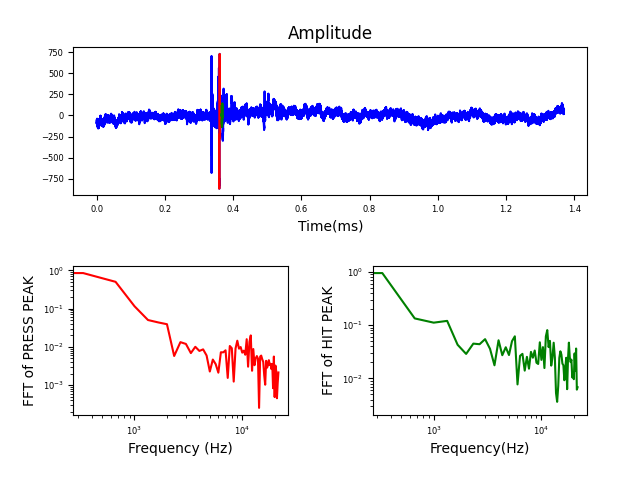 Amplitude
750
500
250
0
−250
−500
−750
0.0 0.2 0.4 0.6 0.8 1.0 1.2 1.4
Time(ms)
FFT of PRESS PEAK
10⁰
10⁻¹
10⁻²
10⁻³
10³ 10⁴
Frequency (Hz)
FFT of HIT PEAK
10⁰
10⁻¹
10⁻²
10³ 10⁴
Frequency(Hz)